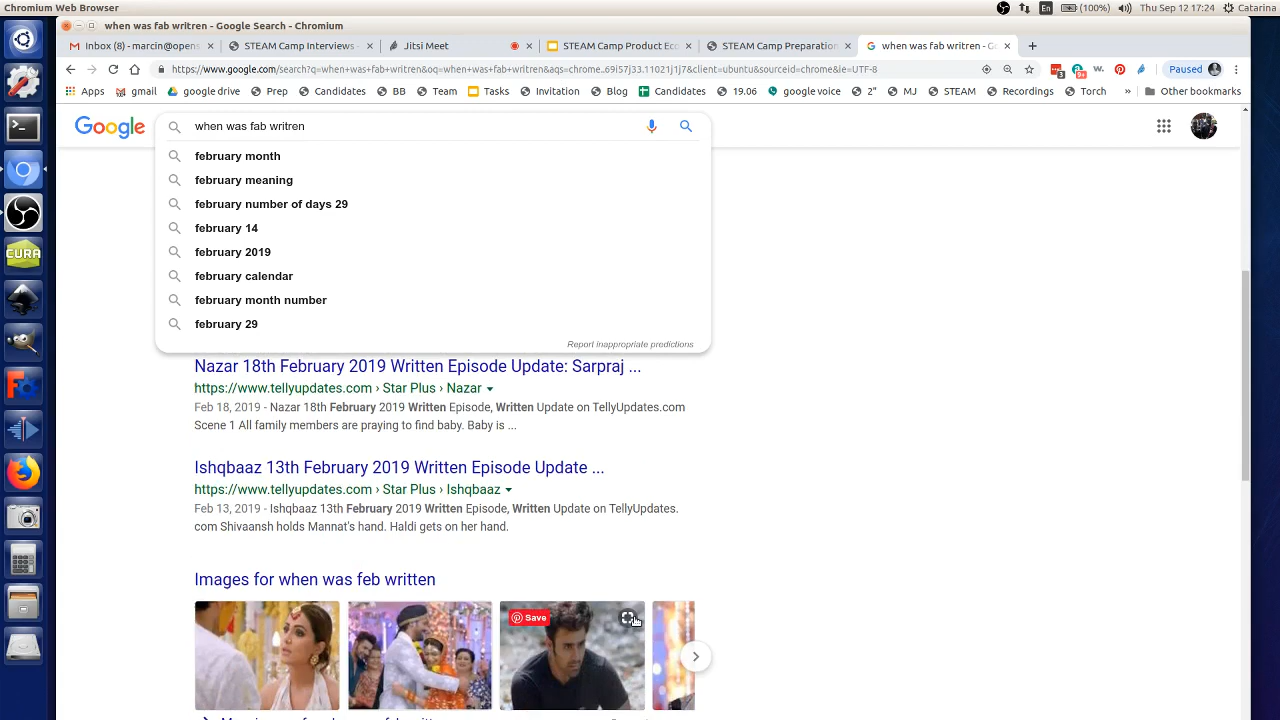 Chromium Web Browser
En
(100%)
Thu Sep 12 17:24
Catarina
when was fab writren - Google Search - Chromium
Inbox (8) - marcin@opens
STEAM Camp Interviews -
Jitsi Meet
STEAM Camp Product Ec
STEAM Camp Preparation
when was fab writren - Go
https://www.google.com/search?q=when+was+fab+writren&oq=when+was+fab+writren&aqs=chrome..69i57j33.11021j1j7&client=ubuntu&sourceid=chrome&ie=UTF-8
Paused
Apps
gmail
google drive
Prep
Candidates
BB
Team
Tasks
Invitation
Blog
Candidates
9.06
google voice
2"
MJ
STEAM
Recordings
Torch
»
Other bookmarks
Google
when was fab writren
february month
february meaning
february number of days 29
february 14
february 2019
february calendar
february month number
february 29
Report inappropriate predictions
Nazar 18th February 2019 Written Episode Update: Sarpraj ...
https://www.tellyupdates.com › Star Plus › Nazar
Feb 18, 2019 - Nazar 18th February 2019 Written Episode, Written Update on TellyUpdates.com
Scene 1 All family members are praying to find baby. Baby is ...
Ishqbaaz 13th February 2019 Written Episode Update ...
https://www.tellyupdates.com › Star Plus › Ishqbaaz
Feb 13, 2019 - Ishqbaaz 13th February 2019 Written Episode, Written Update on TellyUpdates.
com Shivaansh holds Mannat's hand. Haldi gets on her hand.
Images for when was feb written
Save
CURA